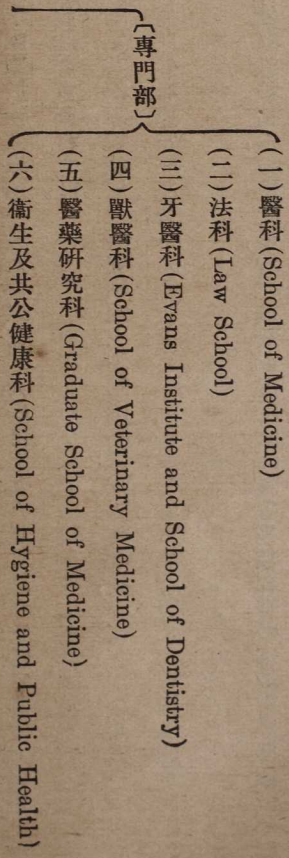 〔專門部〕
(一)醫科(School of Medicine)
(二)法科(Law School)
(三)牙醫科(Evans Institute and School of Dentistry)
(四)獸醫科(School of Veterinary Medicine)
(五)醫藥研究科(Graduate School of Medicine)
(六)衞生及共公健康科(School of Hygiene and Public Health)